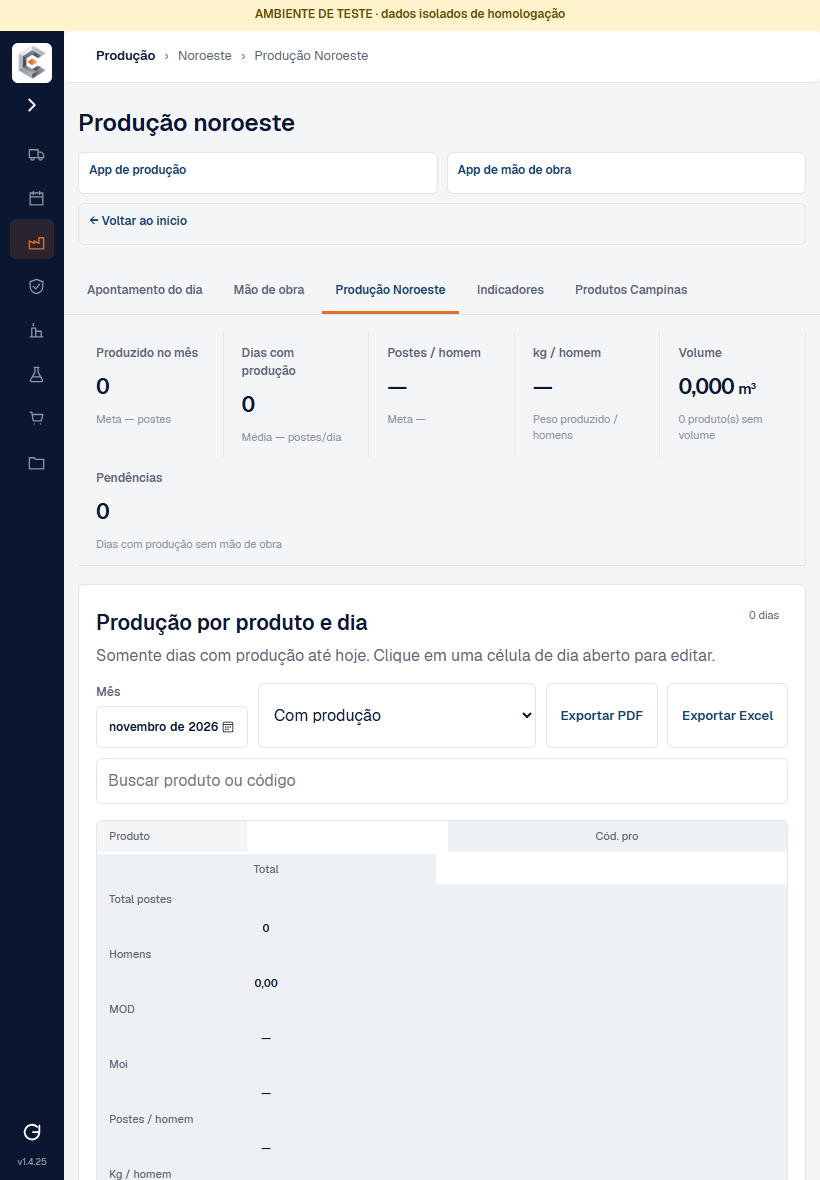 AMBIENTE DE TESTE · dados isolados de homologação
Produção › Noroeste › Produção Noroeste
Produção noroeste
App de produção
App de mão de obra
← Voltar ao início
Apontamento do dia
Mão de obra
Produção Noroeste
Indicadores
Produtos Campinas
Produzido no mês
0
Meta — postes
Dias com
produção
0
Média — postes/dia
Postes / homem
—
Meta —
kg / homem
—
Peso produzido /
homens
Volume
0,000 m³
0 produto(s) sem
volume
Pendências
0
Dias com produção sem mão de obra
Produção por produto e dia
0 dias
Somente dias com produção até hoje. Clique em uma célula de dia aberto para editar.
Mês
novembro de 2026
Com produção
Exportar PDF
Exportar Excel
Buscar produto ou código
Produto
Cód. pro
Total
Total postes
0
Homens
0,00
MOD
—
Moi
—
Postes / homem
—
Kg / homem
v1.4.25